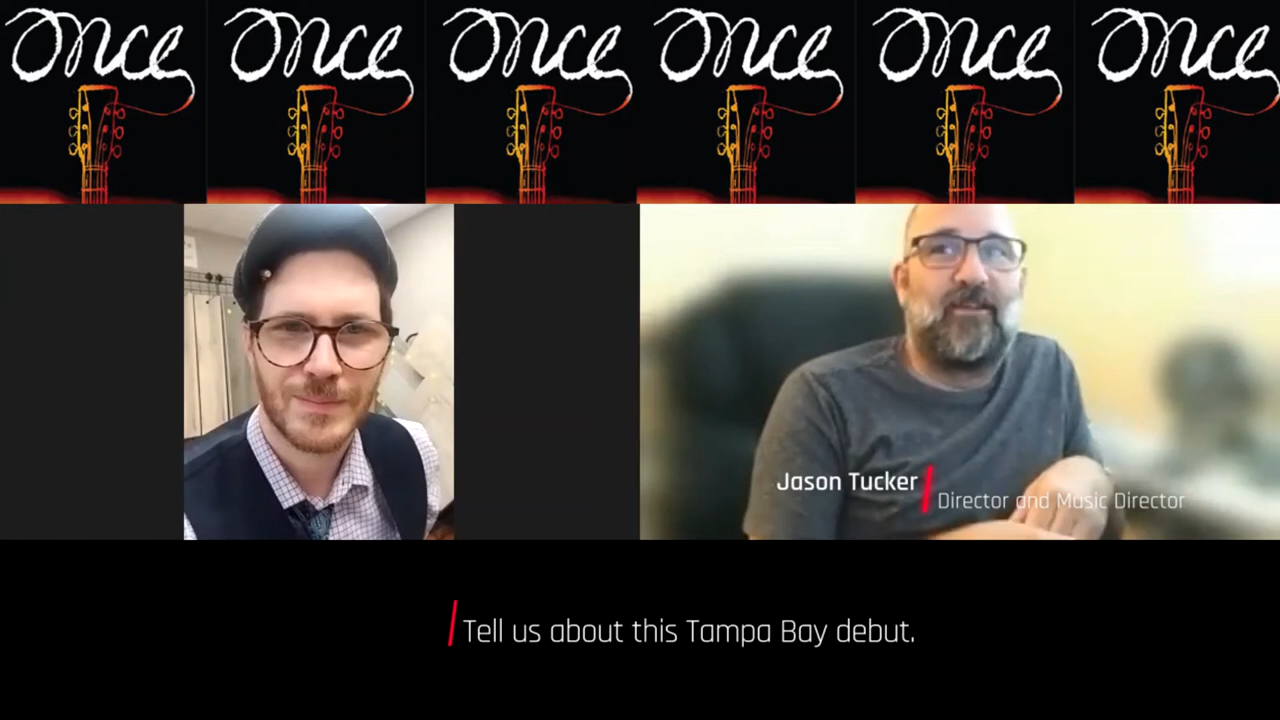 Once Once Once Once Once Once
Jason Tucker
Director and Music Director
Tell us about this Tampa Bay debut.